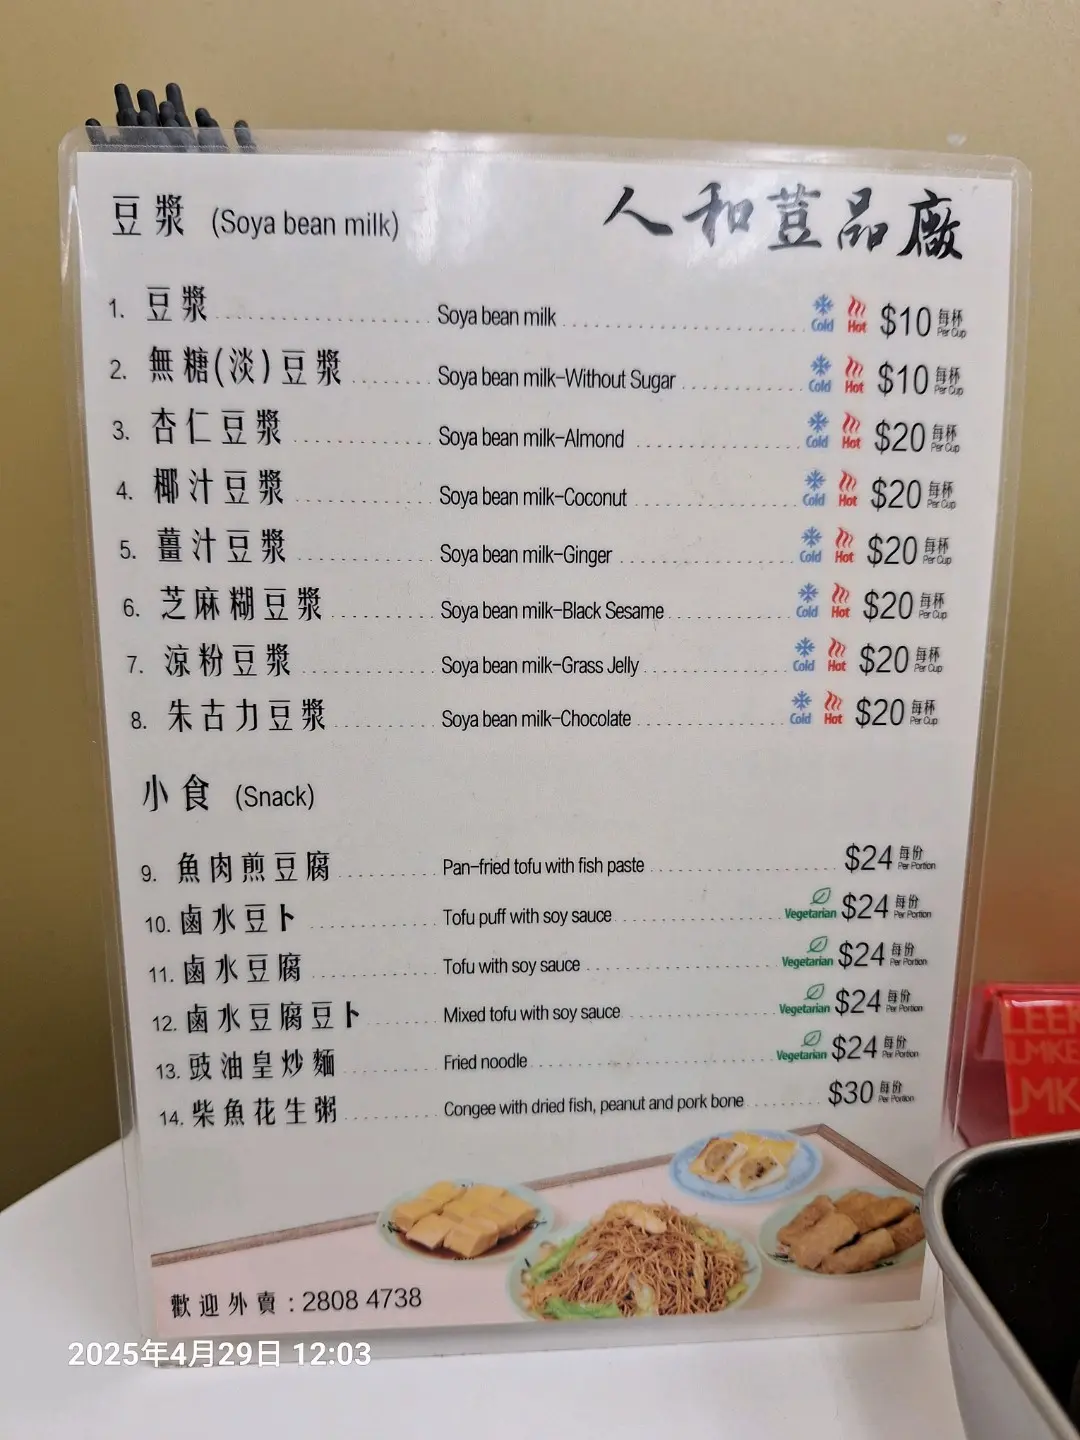 人和荳品廠
豆漿 (Soya bean milk)
1. 豆漿 Soya bean milk Cold Hot $10 每杯 Per Cup
2. 無糖(淡)豆漿 Soya bean milk-Without Sugar Cold Hot $10 每杯 Per Cup
3. 杏仁豆漿 Soya bean milk-Almond Cold Hot $20 每杯 Per Cup
4. 椰汁豆漿 Soya bean milk-Coconut Cold Hot $20 每杯 Per Cup
5. 薑汁豆漿 Soya bean milk-Ginger Cold Hot $20 每杯 Per Cup
6. 芝麻糊豆漿 Soya bean milk-Black Sesame Cold Hot $20 每杯 Per Cup
7. 涼粉豆漿 Soya bean milk-Grass Jelly Cold Hot $20 每杯 Per Cup
8. 朱古力豆漿 Soya bean milk-Chocolate Cold Hot $20 每杯 Per Cup
小食 (Snack)
9. 魚肉煎豆腐 Pan-fried tofu with fish paste $24 每份 Per Portion
10. 鹵水豆卜 Tofu puff with soy sauce Vegetarian $24 每份 Per Portion
11. 鹵水豆腐 Tofu with soy sauce Vegetarian $24 每份 Per Portion
12. 鹵水豆腐豆卜 Mixed tofu with soy sauce Vegetarian $24 每份 Per Portion
13. 豉油皇炒麵 Fried noodle Vegetarian $24 每份 Per Portion
14. 柴魚花生粥 Congee with dried fish, peanut and pork bone $30 每份 Per Portion
歡迎外賣 : 2808 4738
2025年4月29日 12:03